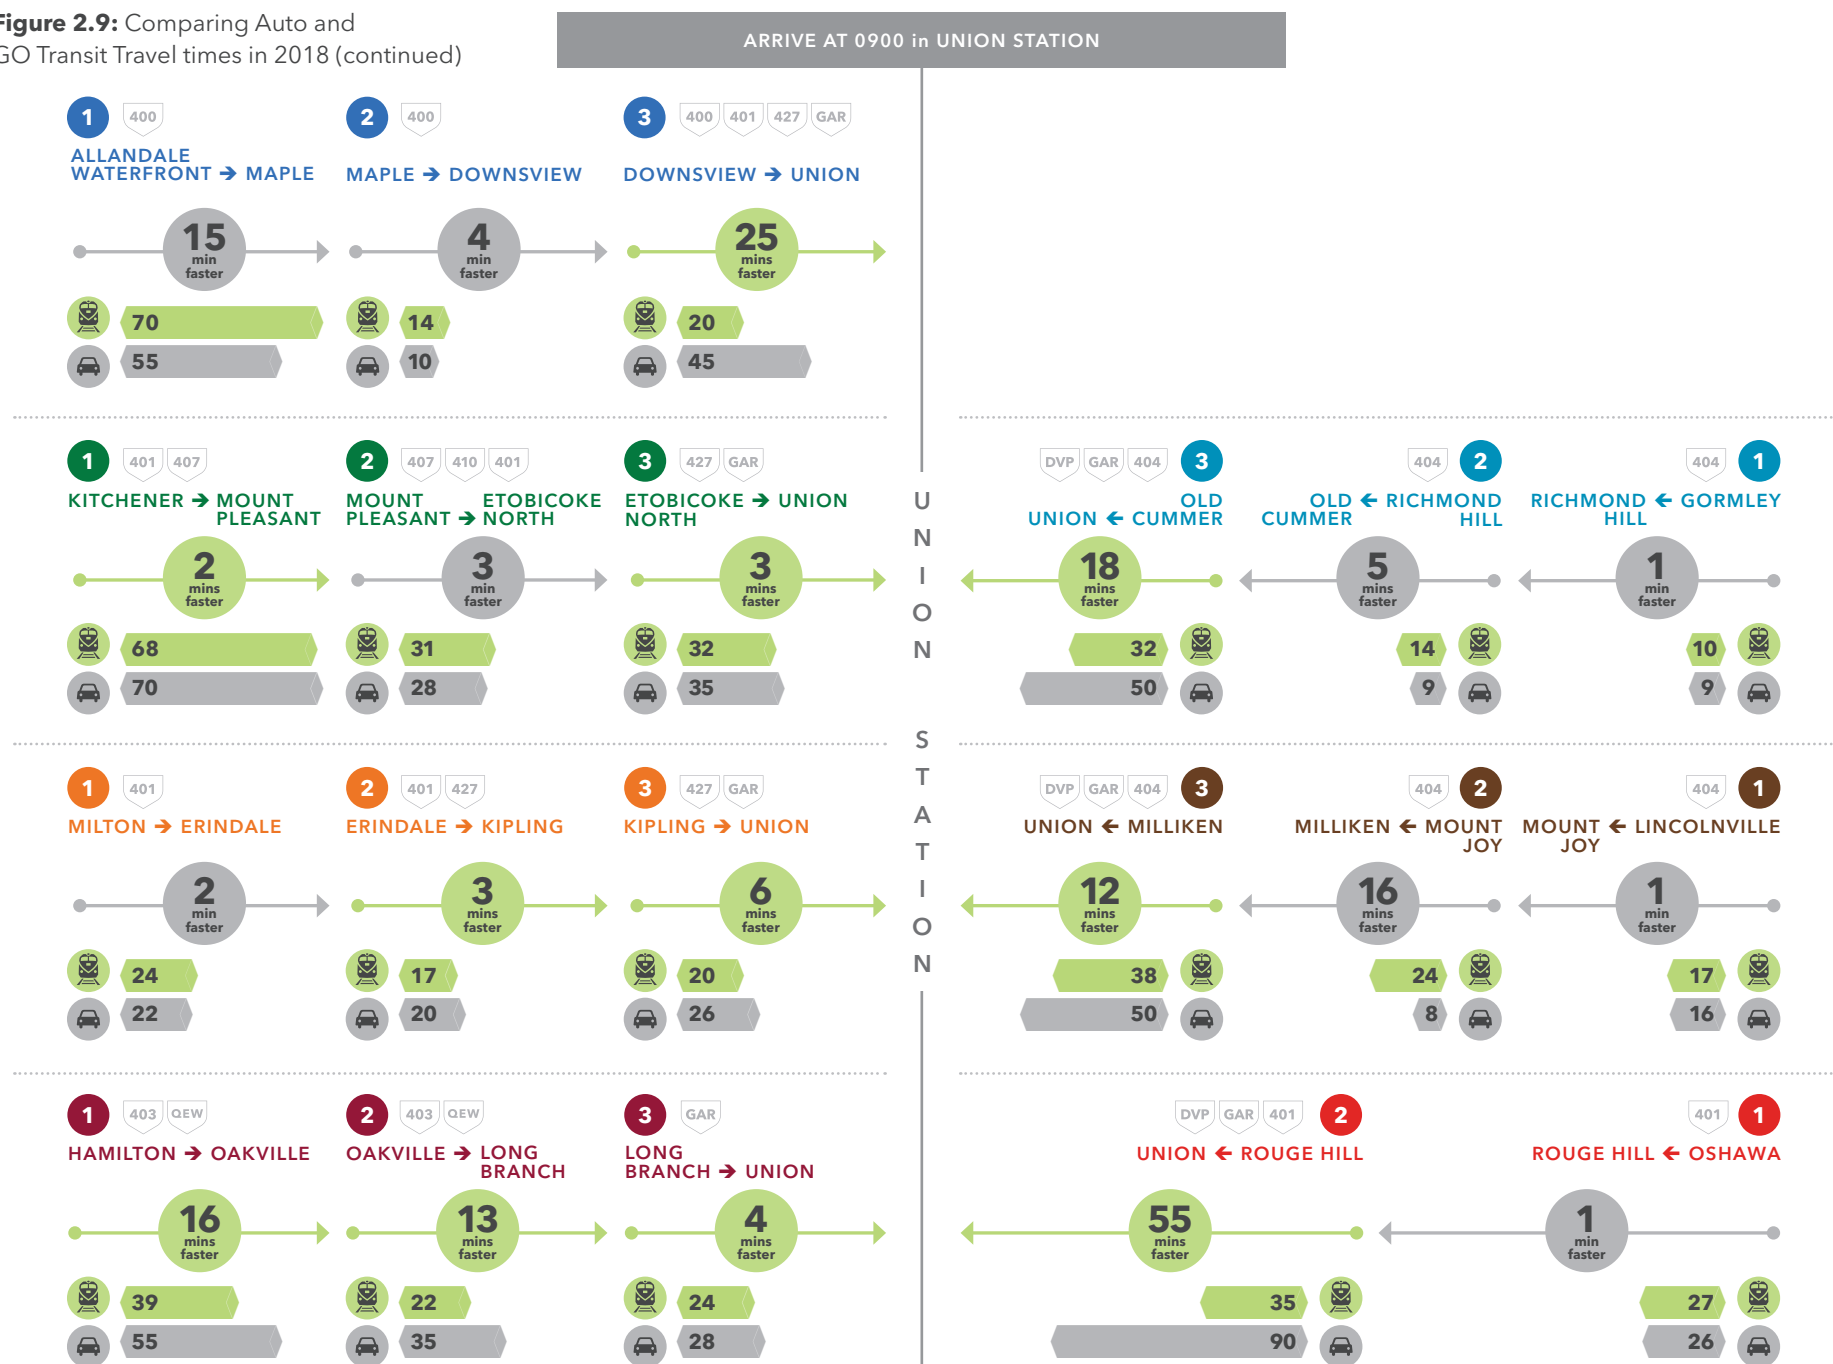 Figure 2.9: Comparing Auto and
GO Transit Travel times in 2018 (continued)
ARRIVE AT 0900 in UNION STATION
1 400
ALLANDALE
WATERFRONT → MAPLE
15
min
faster
70
55
2 400
MAPLE → DOWNSVIEW
4
min
faster
14
10
3 400 401 427 GAR
DOWNSVIEW → UNION
25
mins
faster
20
45
1 401 407
KITCHENER → MOUNT
PLEASANT
2
mins
faster
68
70
2 407 410 401
MOUNT ETOBICOKE
PLEASANT → NORTH
3
min
faster
31
28
3 427 GAR
ETOBICOKE → UNION
NORTH
3
mins
faster
32
35
UNION STATION
DVP GAR 404 3
OLD
UNION ← CUMMER
18
mins
faster
32
50
404 2
OLD ← RICHMOND
CUMMER HILL
5
mins
faster
14
9
404 1
RICHMOND ← GORMLEY
HILL
1
min
faster
10
9
1 401
MILTON → ERINDALE
2
min
faster
24
22
2 401 427
ERINDALE → KIPLING
3
mins
faster
17
20
3 427 GAR
KIPLING → UNION
6
mins
faster
20
26
DVP GAR 404 3
UNION ← MILLIKEN
12
mins
faster
38
50
404 2
MILLIKEN ← MOUNT
JOY
16
mins
faster
24
8
404 1
MOUNT ← LINCOLNVILLE
JOY
1
min
faster
17
16
1 403 QEW
HAMILTON → OAKVILLE
16
mins
faster
39
55
2 403 QEW
OAKVILLE → LONG
BRANCH
13
mins
faster
22
35
3 GAR
LONG
BRANCH → UNION
4
mins
faster
24
28
DVP GAR 401 2
UNION ← ROUGE HILL
55
mins
faster
35
90
401 1
ROUGE HILL ← OSHAWA
1
min
faster
27
26